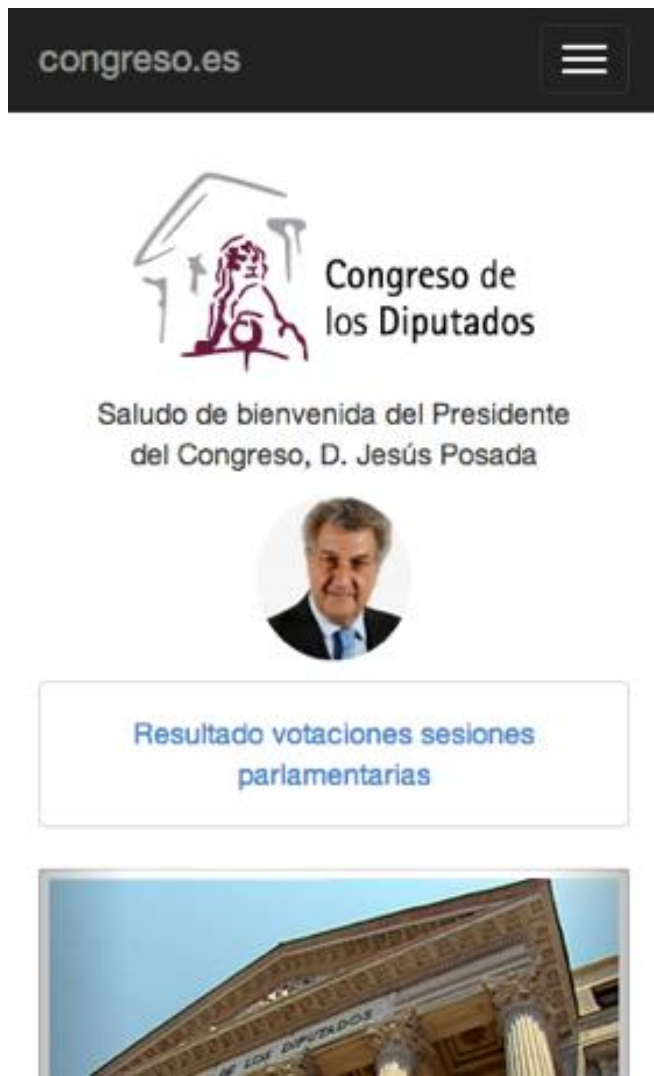 congreso.es
Congreso de
los Diputados
Saludo de bienvenida del Presidente
del Congreso, D. Jesús Posada
Resultado votaciones sesiones
parlamentarias
DE LOS DIPUTADOS